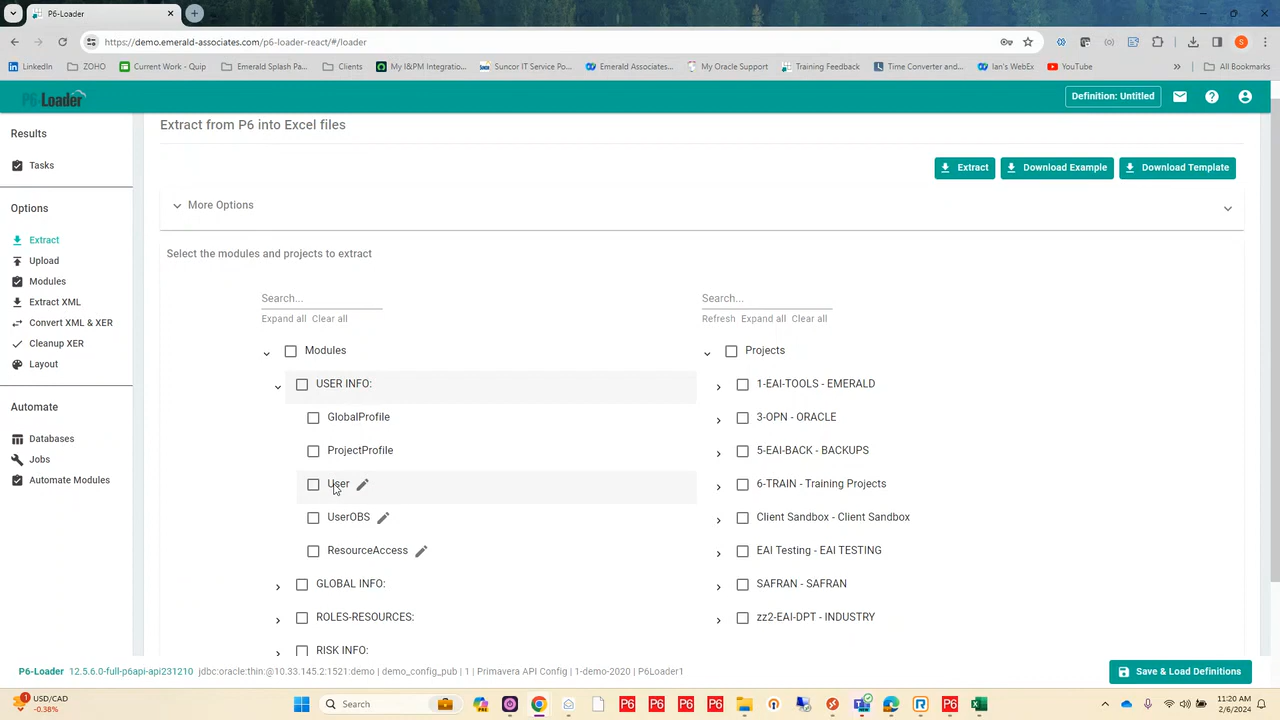 P6-Loader
https://demo.emerald-associates.com/p6-loader-react/#/loader
LinkedIn
ZOHO
Current Work - Quip
Emerald Splash Pa...
Clients
My I&PM Integratio...
Suncor IT Service Po...
Emerald Associates...
My Oracle Support
Training Feedback
Time Converter and...
Ian's WebEx
YouTube
All Bookmarks
P6-Loader
Definition: Untitled
Results
Tasks
Options
Extract
Upload
Modules
Extract XML
Convert XML & XER
Cleanup XER
Layout
Automate
Databases
Jobs
Automate Modules
Extract from P6 into Excel files
Extract
Download Example
Download Template
More Options
Select the modules and projects to extract
Search...
Expand all Clear all
Modules
USER INFO:
GlobalProfile
ProjectProfile
User
UserOBS
ResourceAccess
GLOBAL INFO:
ROLES-RESOURCES:
RISK INFO:
Search...
Refresh Expand all Clear all
Projects
1-EAI-TOOLS - EMERALD
3-OPN - ORACLE
5-EAI-BACK - BACKUPS
6-TRAIN - Training Projects
Client Sandbox - Client Sandbox
EAI Testing - EAI TESTING
SAFRAN - SAFRAN
zz2-EAI-DPT - INDUSTRY
P6-Loader 12.5.6.0-full-p6api-api231210 jdbc:oracle:thin:@10.33.145.2:1521:demo | demo_config_pub | 1 | Primavera API Config | 1-demo-2020 | P6Loader1
Save & Load Definitions
USD/CAD
-0.38%
Search
11:20 AM
2/6/2024